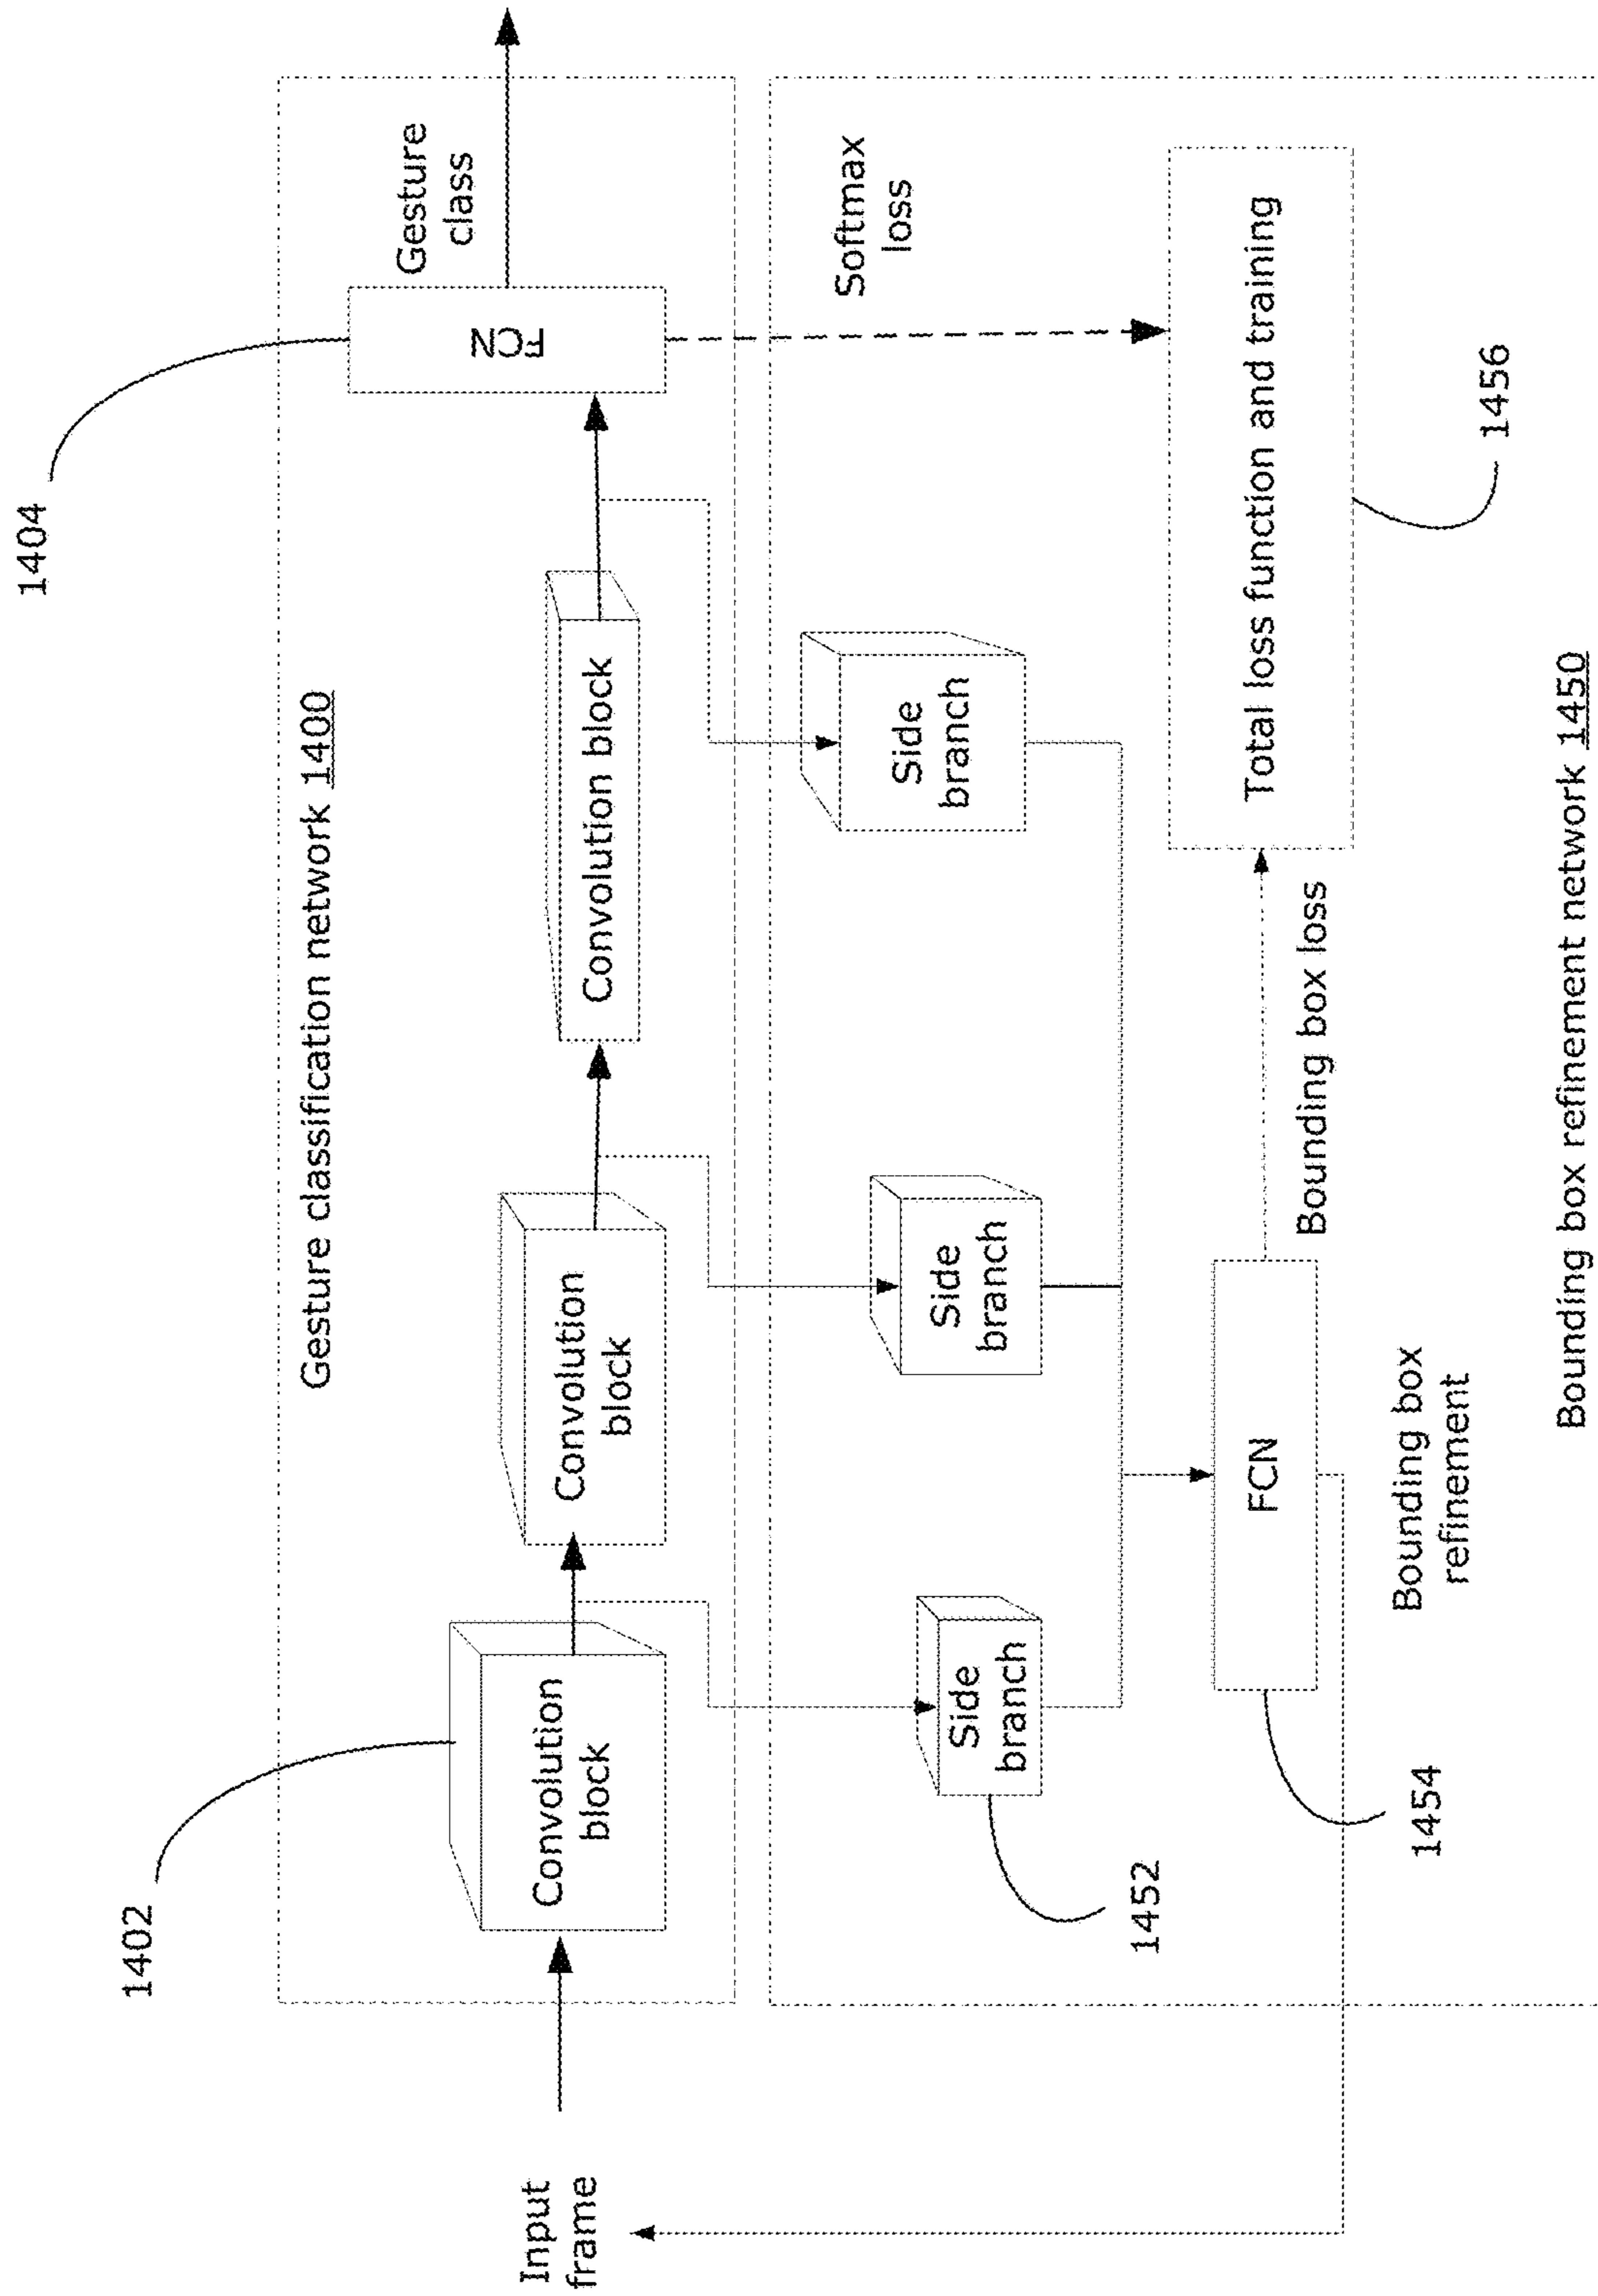 Gesture classification network 1400
1402
1404
Input
frame
Convolution
block
Convolution
block
Convolution block
FCN
Gesture
class
Side
branch
Side
branch
Side
branch
Softmax
loss
1452
FCN
1454
Bounding box
refinement
Bounding box loss
Total loss function and training
1456
Bounding box refinement network 1450